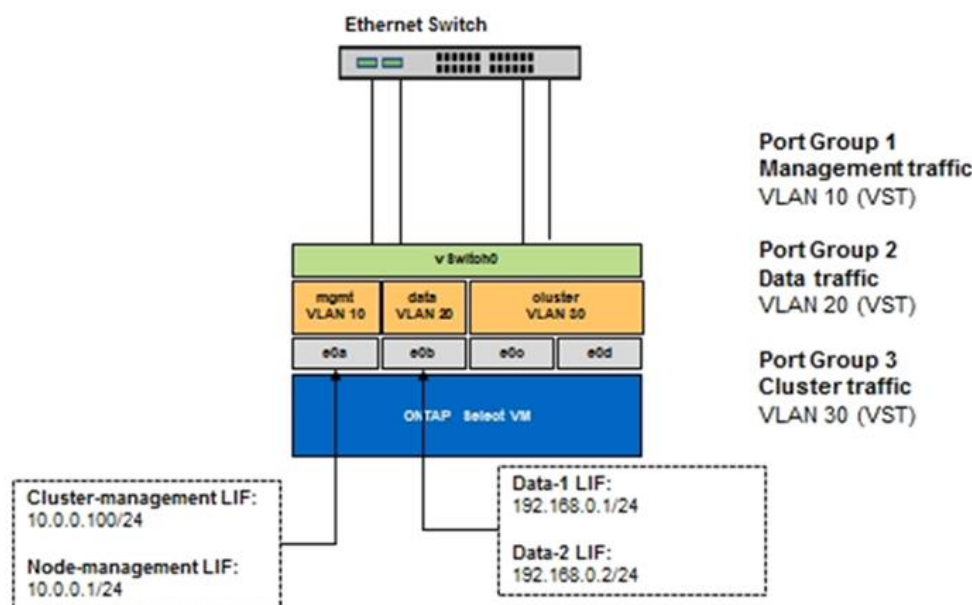 Ethernet Switch
Port Group 1
Management traffic
VLAN 10 (VST)
Port Group 2
Data traffic
VLAN 20 (VST)
Port Group 3
Cluster traffic
VLAN 30 (VST)
v Switch0
mgmt
VLAN 10
data
VLAN 20
oluster
VLAN 30
e0a
e0b
e0o
e0d
ONTAP Select VM
Cluster-management LIF:
10.0.0.100/24
Node-management LIF:
10.0.0.1/24
Data-1 LIF:
192.168.0.1/24
Data-2 LIF:
192.168.0.2/24